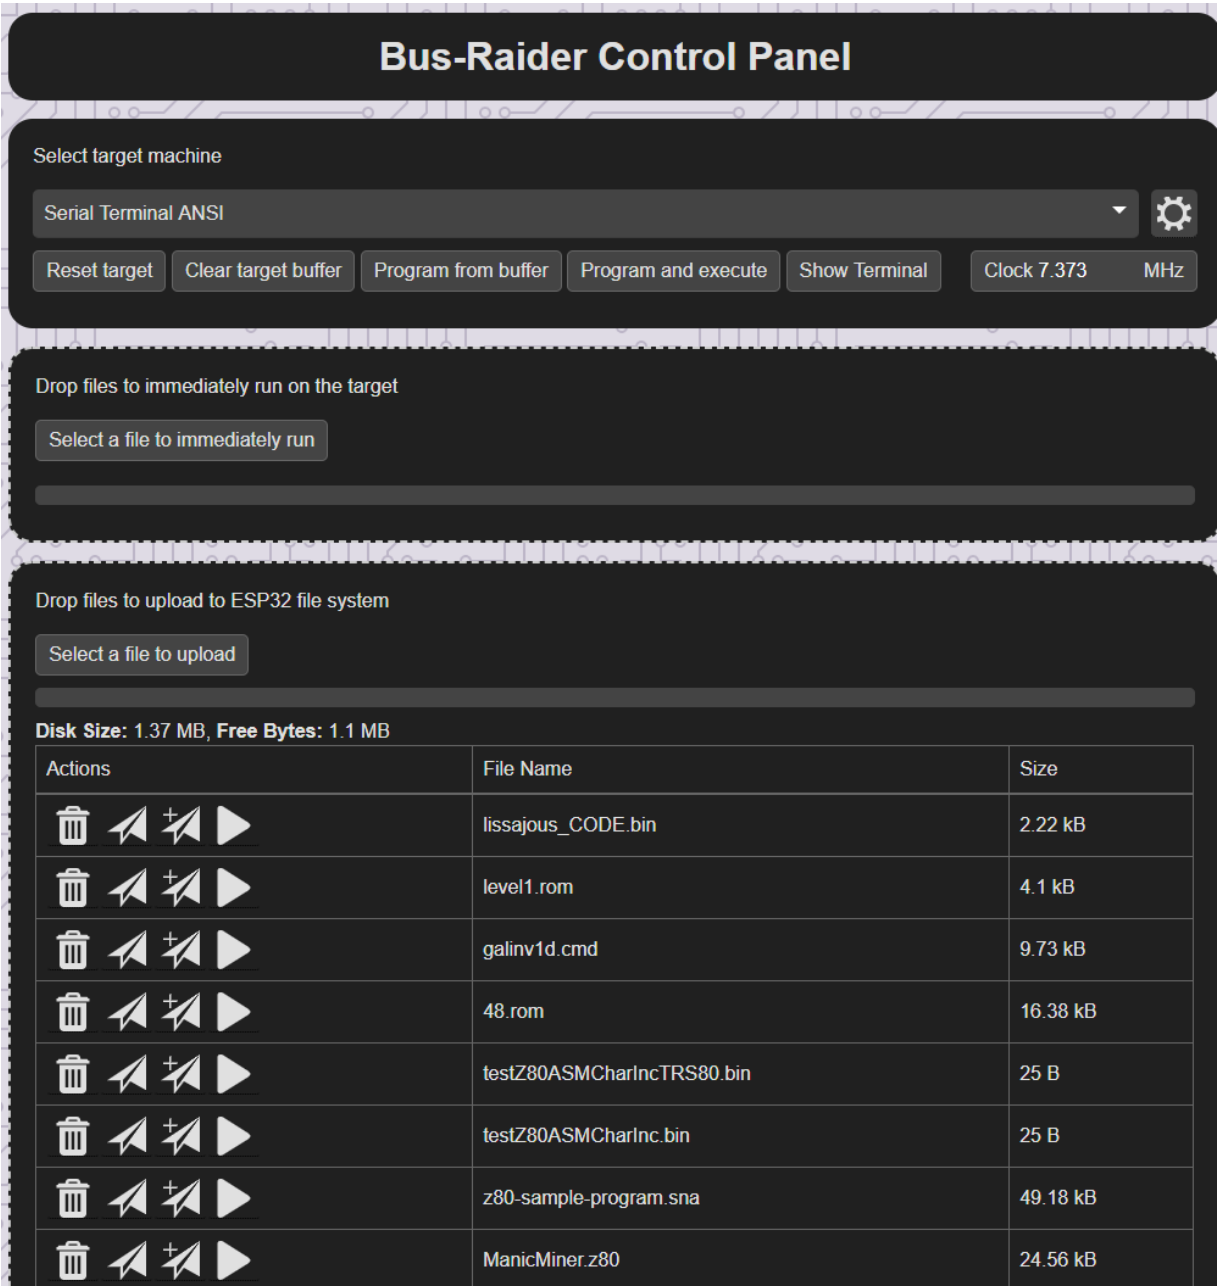 Bus-Raider Control Panel
Select target machine
Serial Terminal ANSI
Reset target Clear target buffer Program from buffer Program and execute Show Terminal Clock 7.373 MHz
Drop files to immediately run on the target
Select a file to immediately run
Drop files to upload to ESP32 file system
Select a file to upload
Disk Size: 1.37 MB, Free Bytes: 1.1 MB
Actions File Name Size
lissajous_CODE.bin 2.22 kB
level1.rom 4.1 kB
galinv1d.cmd 9.73 kB
48.rom 16.38 kB
testZ80ASMCharIncTRS80.bin 25 B
testZ80ASMCharInc.bin 25 B
z80-sample-program.sna 49.18 kB
ManicMiner.z80 24.56 kB